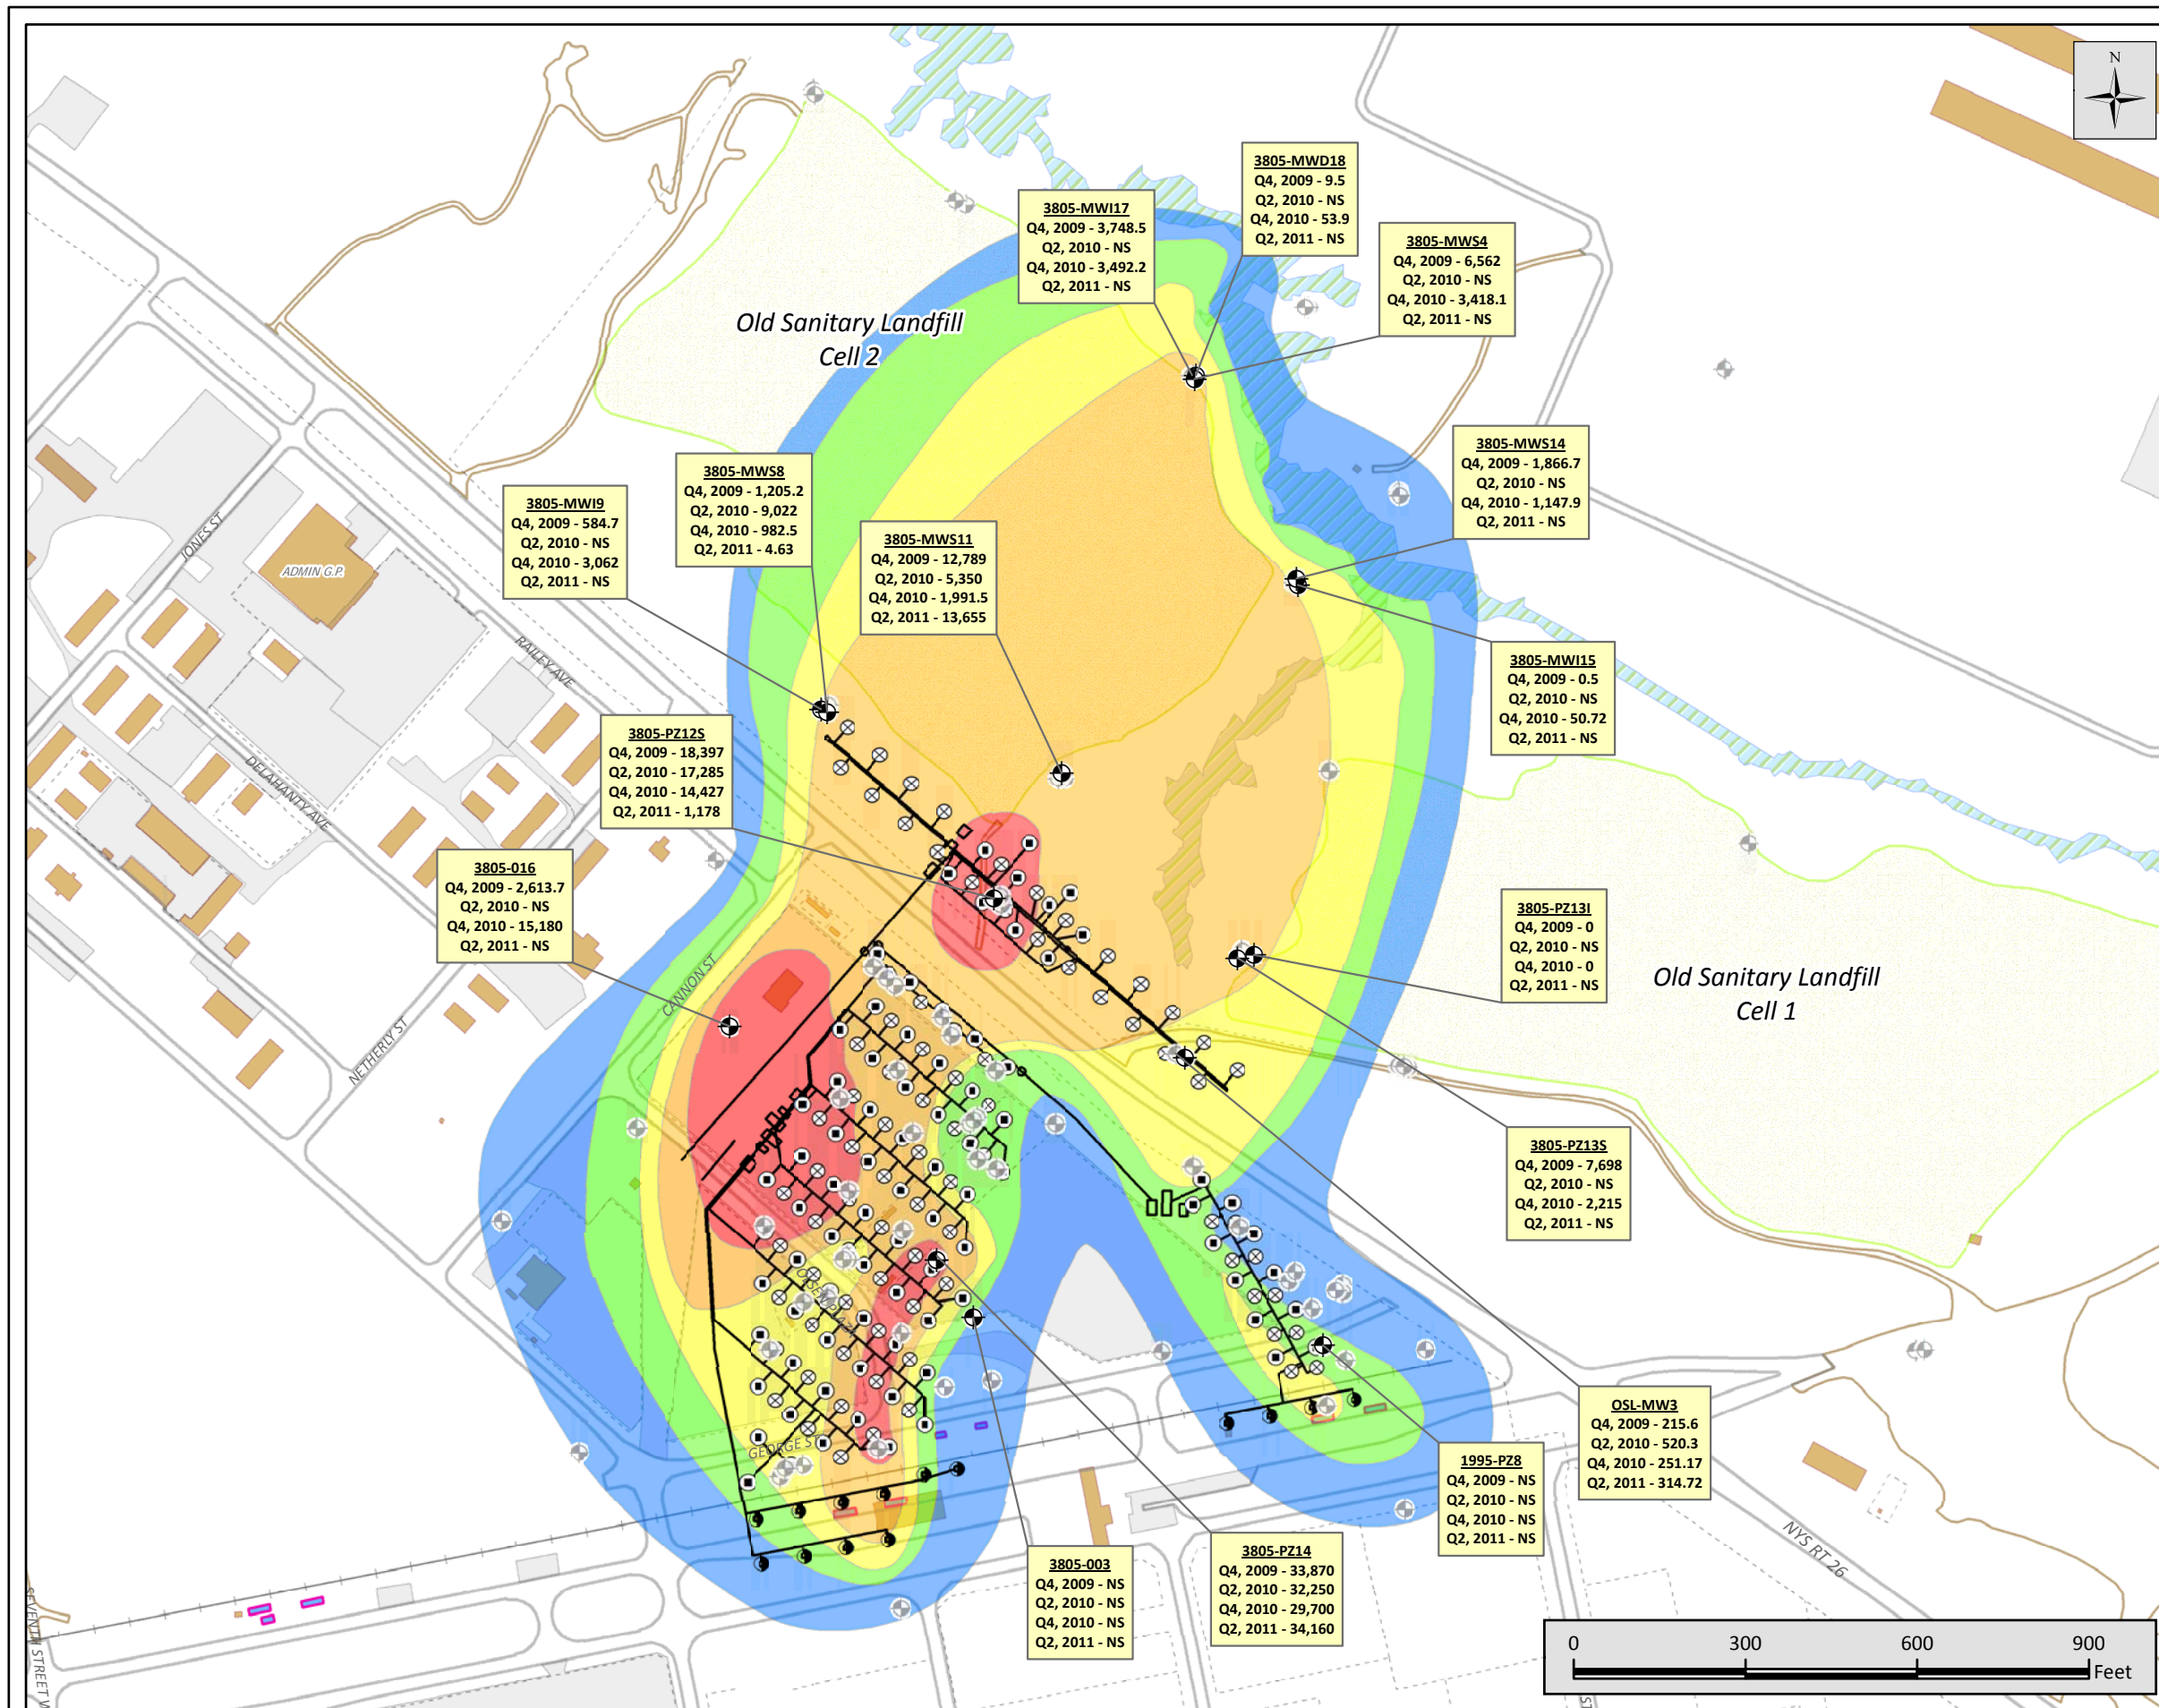 N
3805-MWD18
Q4, 2009 - 9.5
Q2, 2010 - NS
Q4, 2010 - 53.9
Q2, 2011 - NS
3805-MWI17
Q4, 2009 - 3,748.5
Q2, 2010 - NS
Q4, 2010 - 3,492.2
Q2, 2011 - NS
3805-MWS4
Q4, 2009 - 6,562
Q2, 2010 - NS
Q4, 2010 - 3,418.1
Q2, 2011 - NS
Old Sanitary Landfill
Cell 2
3805-MWS14
Q4, 2009 - 1,866.7
Q2, 2010 - NS
Q4, 2010 - 1,147.9
Q2, 2011 - NS
3805-MWS8
Q4, 2009 - 1,205.2
Q2, 2010 - 9,022
Q4, 2010 - 982.5
Q2, 2011 - 4.63
3805-MWI9
Q4, 2009 - 584.7
Q2, 2010 - NS
Q4, 2010 - 3,062
Q2, 2011 - NS
3805-MWS11
Q4, 2009 - 12,789
Q2, 2010 - 5,350
Q4, 2010 - 1,991.5
Q2, 2011 - 13,655
JONES ST
ADMIN G.P.
RAILEY AVE
3805-MWI15
Q4, 2009 - 0.5
Q2, 2010 - NS
Q4, 2010 - 50.72
Q2, 2011 - NS
3805-PZ12S
Q4, 2009 - 18,397
Q2, 2010 - 17,285
Q4, 2010 - 14,427
Q2, 2011 - 1,178
DELAHANTY AVE
3805-016
Q4, 2009 - 2,613.7
Q2, 2010 - NS
Q4, 2010 - 15,180
Q2, 2011 - NS
3805-PZ13I
Q4, 2009 - 0
Q2, 2010 - NS
Q4, 2010 - 0
Q2, 2011 - NS
Old Sanitary Landfill
Cell 1
CANNON ST
NETHERLY ST
3805-PZ13S
Q4, 2009 - 7,698
Q2, 2010 - NS
Q4, 2010 - 2,215
Q2, 2011 - NS
OSL-MW3
Q4, 2009 - 215.6
Q2, 2010 - 520.3
Q4, 2010 - 251.17
Q2, 2011 - 314.72
GEORGE S
1995-PZ8
Q4, 2009 - NS
Q2, 2010 - NS
Q4, 2010 - NS
Q2, 2011 - NS
3805-PZ14
Q4, 2009 - 33,870
Q2, 2010 - 32,250
Q4, 2010 - 29,700
Q2, 2011 - 34,160
3805-003
Q4, 2009 - NS
Q2, 2010 - NS
Q4, 2010 - NS
Q2, 2011 - NS
NYS RT 26
SEVENTH STREET W
ST
0 300 600 900
Feet